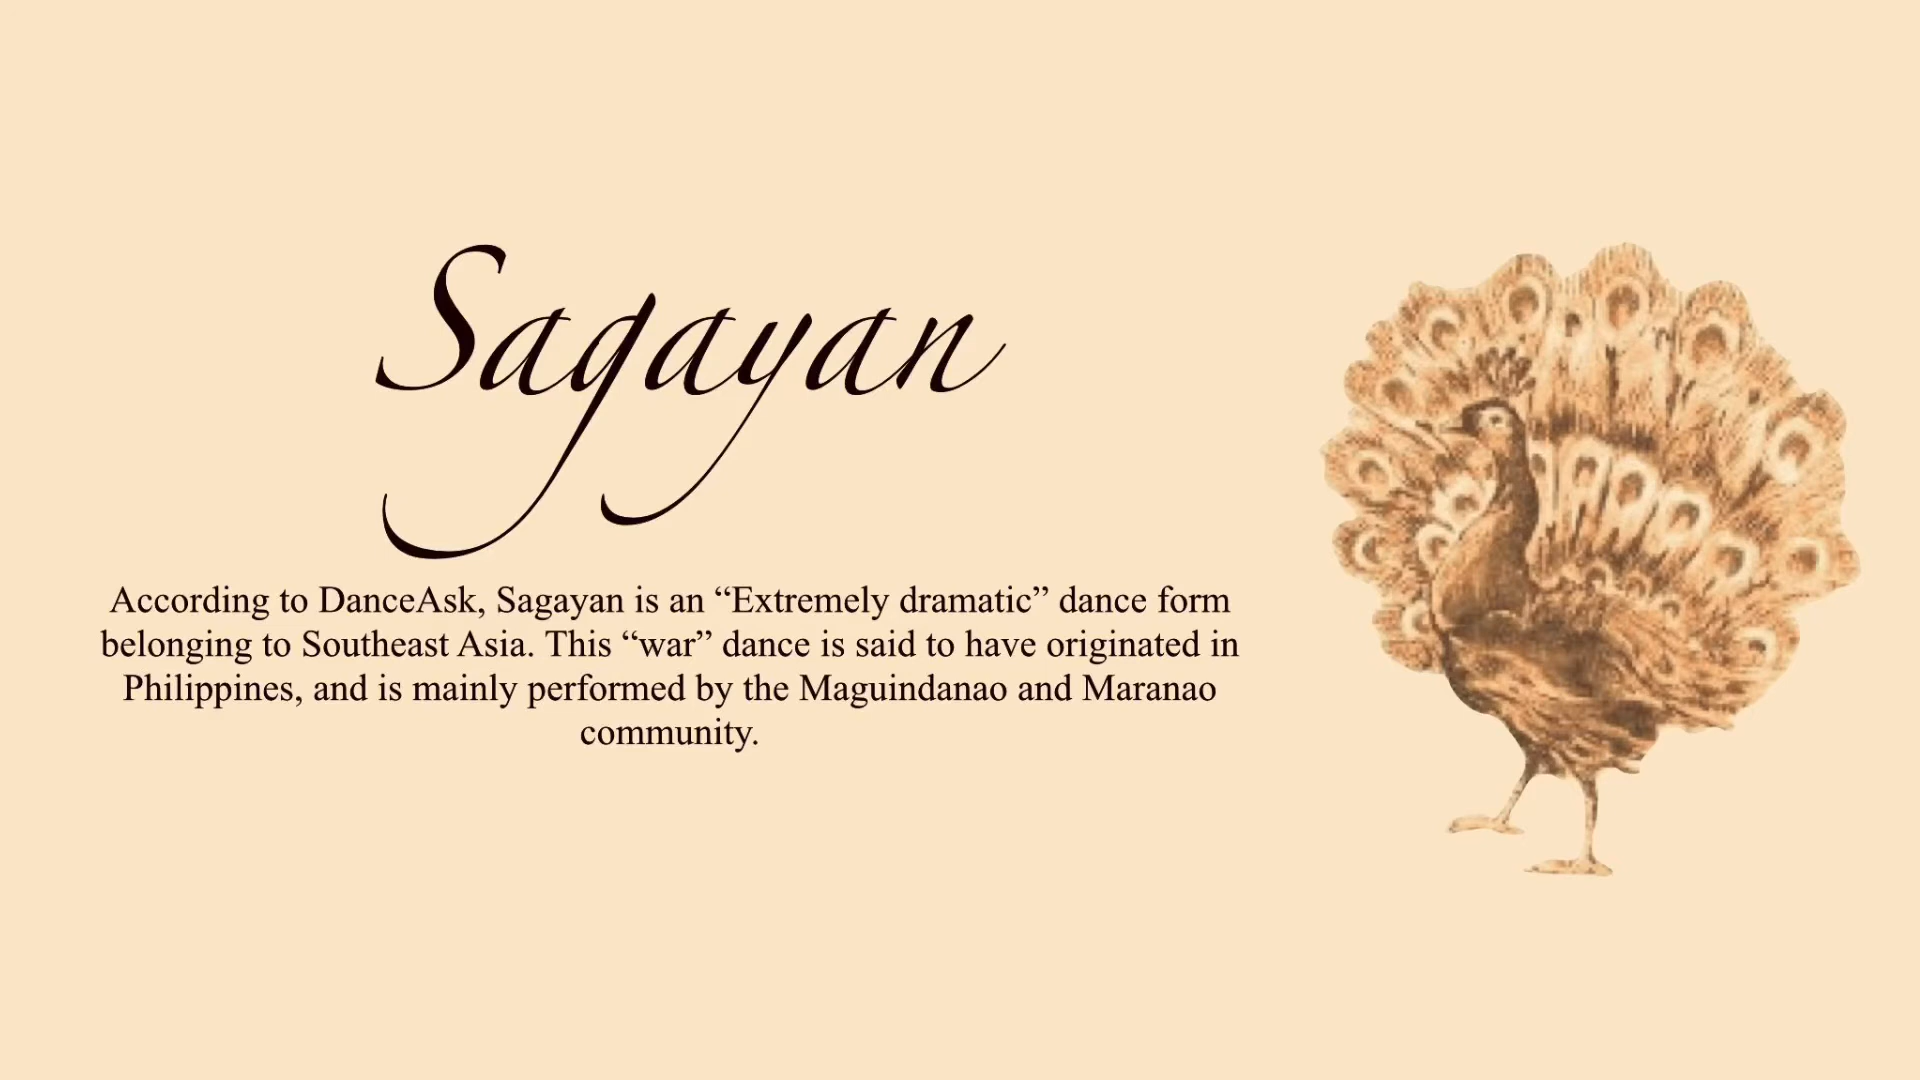 Sagayan
According to DanceAsk, Sagayan is an “Extremely dramatic” dance form
belonging to Southeast Asia. This “war” dance is said to have originated in
Philippines, and is mainly performed by the Maguindanao and Maranao
community.